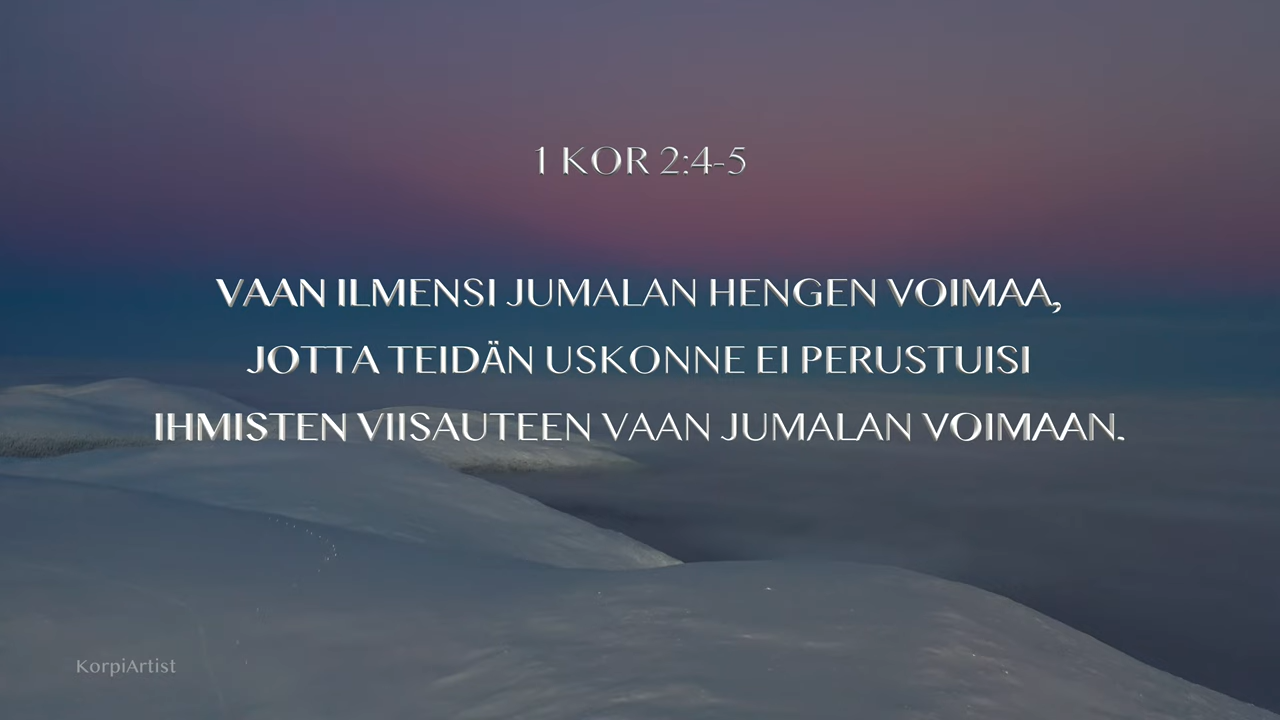 1 KOR 2:4-5
VAAN ILMENSI JUMALAN HENGEN VOIMAA,
JOTTA TEIDÄN USKONNE EI PERUSTUISI
IHMISTEN VIISAUTEEN VAAN JUMALAN VOIMAAN.
KorpiArtist